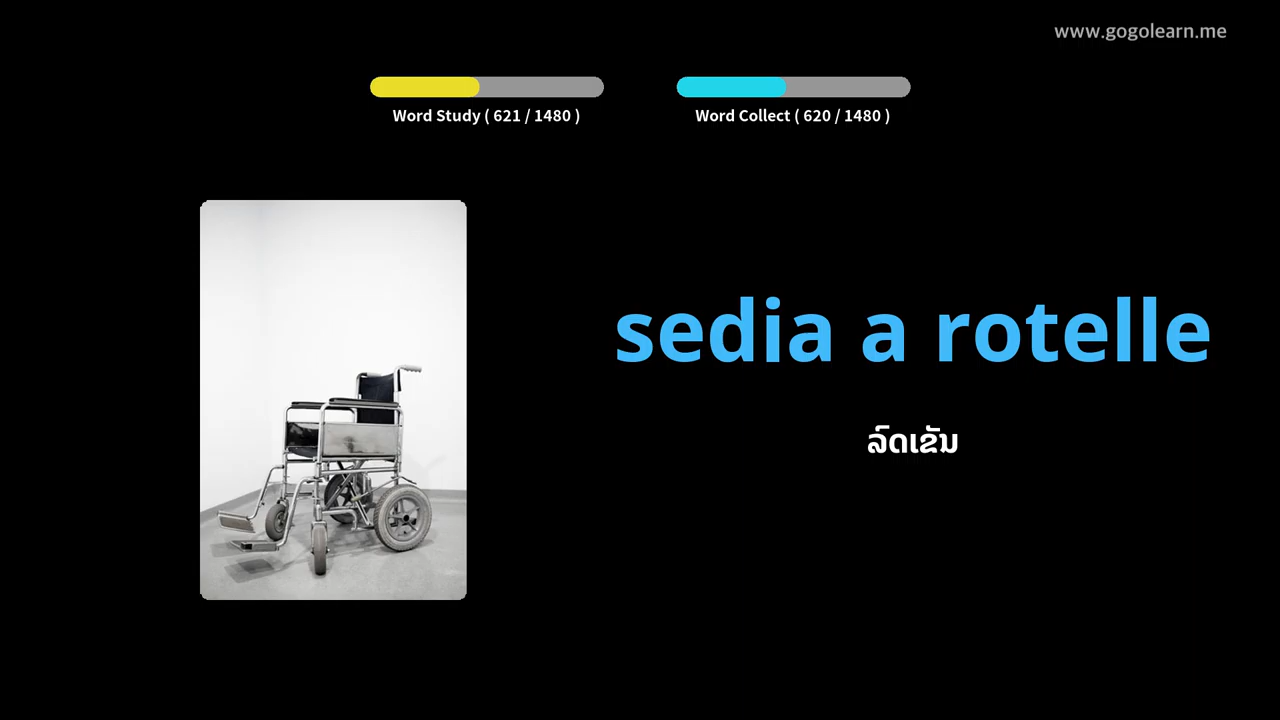 www.gogolearn.me
Word Study ( 621 / 1480 )
Word Collect ( 620 / 1480 )
sedia a rotelle
ລົດເຂັນ